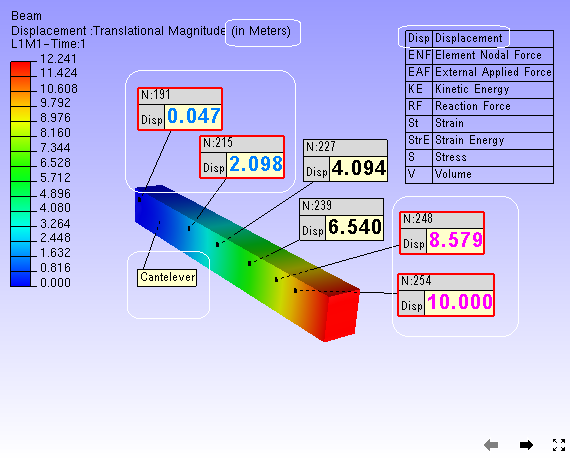 Beam
Displacement :Translational Magnitude (in Meters)
L1M1-Time:1
12.241
11.424
10.608
9.792
8.976
8.160
7.344
6.528
5.712
4.896
4.080
3.264
2.448
1.632
0.816
0.000
N:191
Disp 0.047
N:215
Disp 2.098
N:227
Disp 4.094
N:239
Disp 6.540
N:248
Disp 8.579
N:254
Disp 10.000
Cantelever
Disp Displacement
ENF Element Nodal Force
EAF External Applied Force
KE Kinetic Energy
RF Reaction Force
St Strain
StrE Strain Energy
S Stress
V Volume